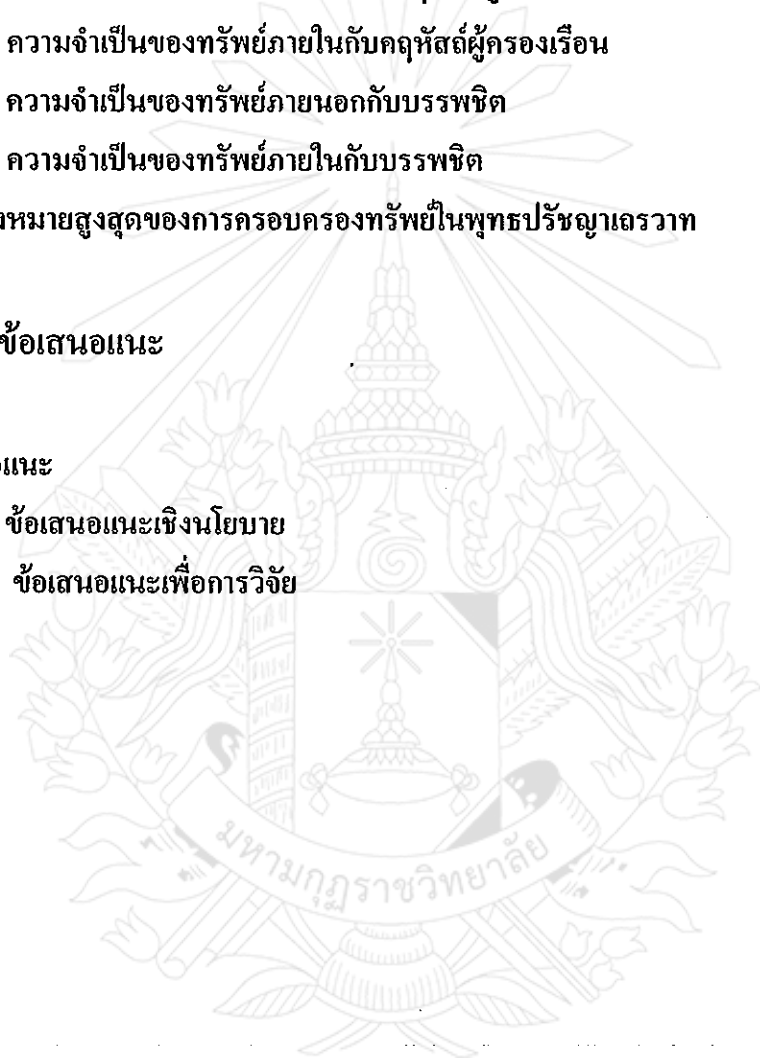 ความจำเป็นของทรัพย์ภายในกับคฤหัสถ์ผู้ครองเรือน
ความจำเป็นของทรัพย์ภายนอกกับบรรพชิต
ความจำเป็นของทรัพย์ภายในกับบรรพชิต
งหมายสูงสุดของการครอบครองทรัพย์ในพุทธปรัชญาเถรวาท
ข้อเสนอแนะ
อแนะ
ข้อเสนอแนะเชิงนโยบาย
ข้อเสนอแนะเพื่อการวิจัย
มหามกุฏราชวิทยาลัย